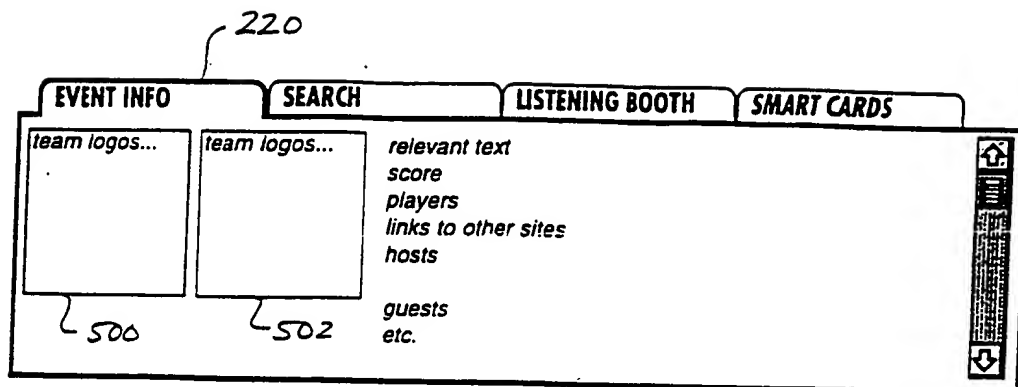 220
EVENT INFO SEARCH LISTENING BOOTH SMART CARDS
team logos... team logos... relevant text
score
players
links to other sites
hosts
guests
500 502 etc.